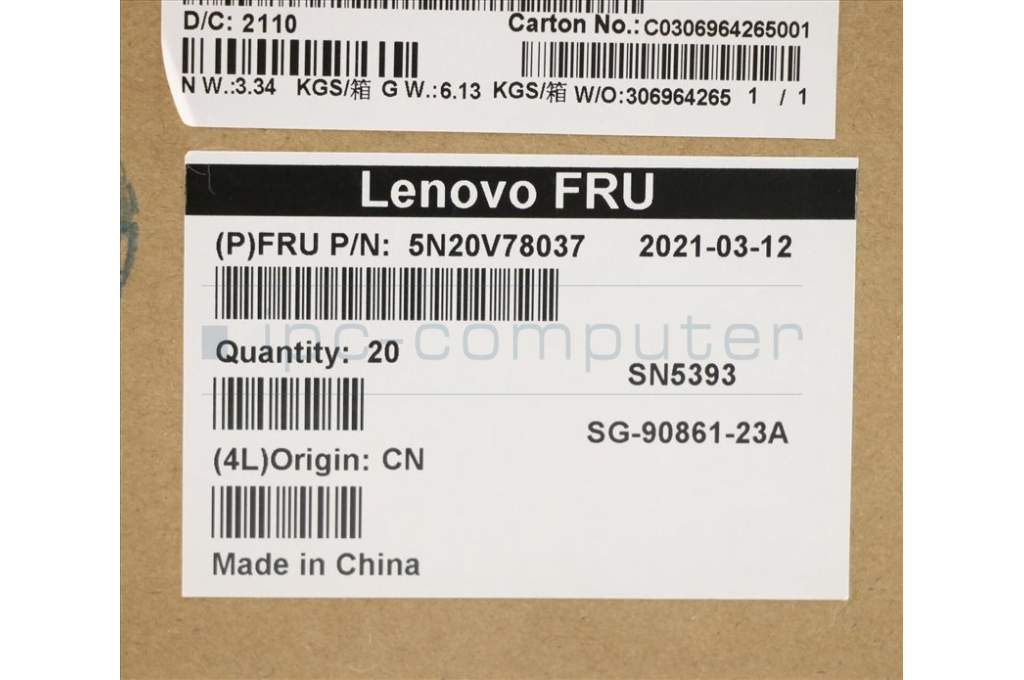 D/C: 2110 Carton No.: C0306964265001
N W.:3.34 KGS/箱 G W.:6.13 KGS/箱 W/O:306964265 1 / 1
Lenovo FRU
(P)FRU P/N: 5N20V78037 2021-03-12
ipc-computer
Quantity: 20
SN5393
SG-90861-23A
(4L)Origin: CN
Made in China